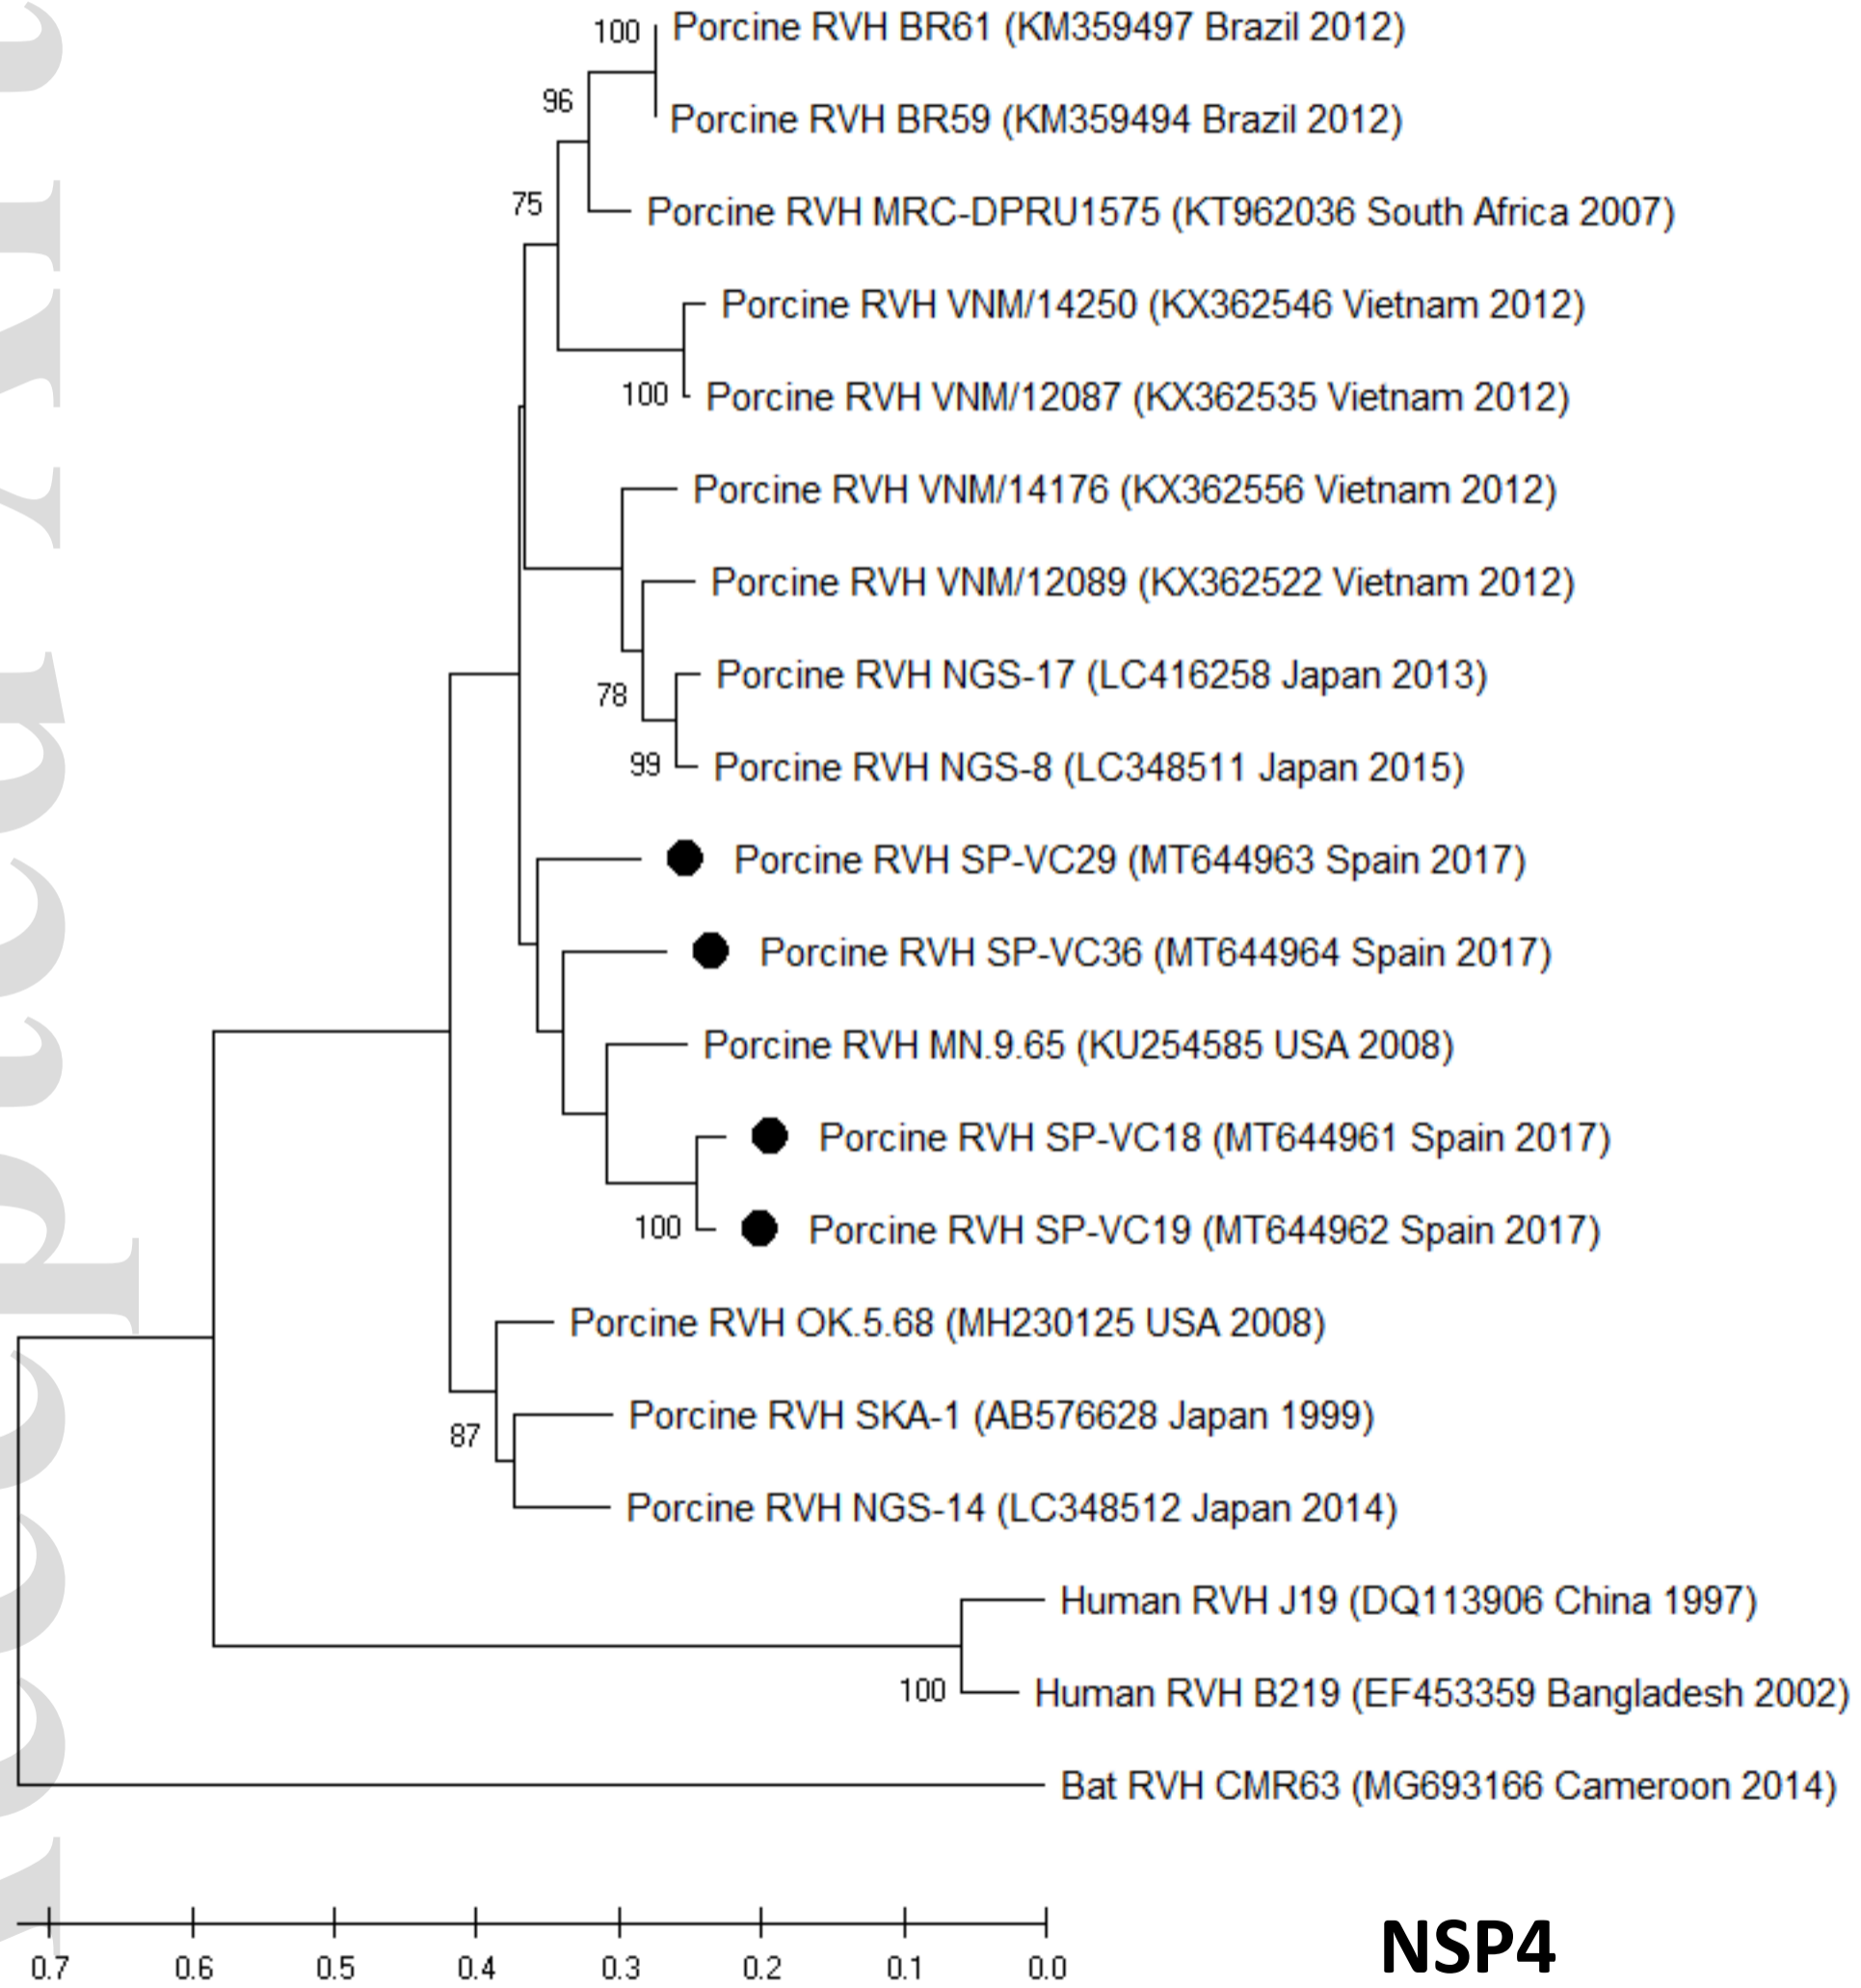 100
Porcine RVH BR61 (KM359497 Brazil 2012)
96
Porcine RVH BR59 (KM359494 Brazil 2012)
75
Porcine RVH MRC-DPRU1575 (KT962036 South Africa 2007)
Porcine RVH VNM/14250 (KX362546 Vietnam 2012)
100
Porcine RVH VNM/12087 (KX362535 Vietnam 2012)
Porcine RVH VNM/14176 (KX362556 Vietnam 2012)
Porcine RVH VNM/12089 (KX362522 Vietnam 2012)
Porcine RVH NGS-17 (LC416258 Japan 2013)
78
99
Porcine RVH NGS-8 (LC348511 Japan 2015)
Porcine RVH SP-VC29 (MT644963 Spain 2017)
Porcine RVH SP-VC36 (MT644964 Spain 2017)
Porcine RVH MN.9.65 (KU254585 USA 2008)
Porcine RVH SP-VC18 (MT644961 Spain 2017)
100
Porcine RVH SP-VC19 (MT644962 Spain 2017)
Porcine RVH OK.5.68 (MH230125 USA 2008)
87
Porcine RVH SKA-1 (AB576628 Japan 1999)
Porcine RVH NGS-14 (LC348512 Japan 2014)
Human RVH J19 (DQ113906 China 1997)
100
Human RVH B219 (EF453359 Bangladesh 2002)
Bat RVH CMR63 (MG693166 Cameroon 2014)
0.7 0.6 0.5 0.4 0.3 0.2 0.1 0.0
NSP4